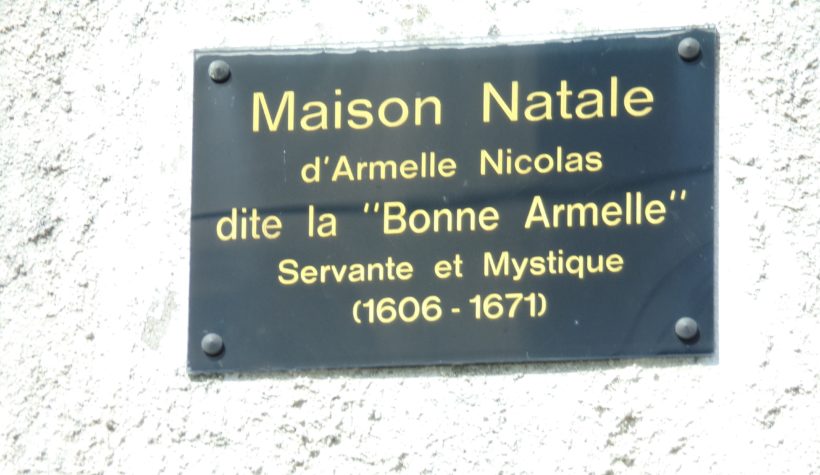 Maison Natale
d'Armelle Nicolas
dite la "Bonne Armelle"
Servante et Mystique
(1606 - 1671)